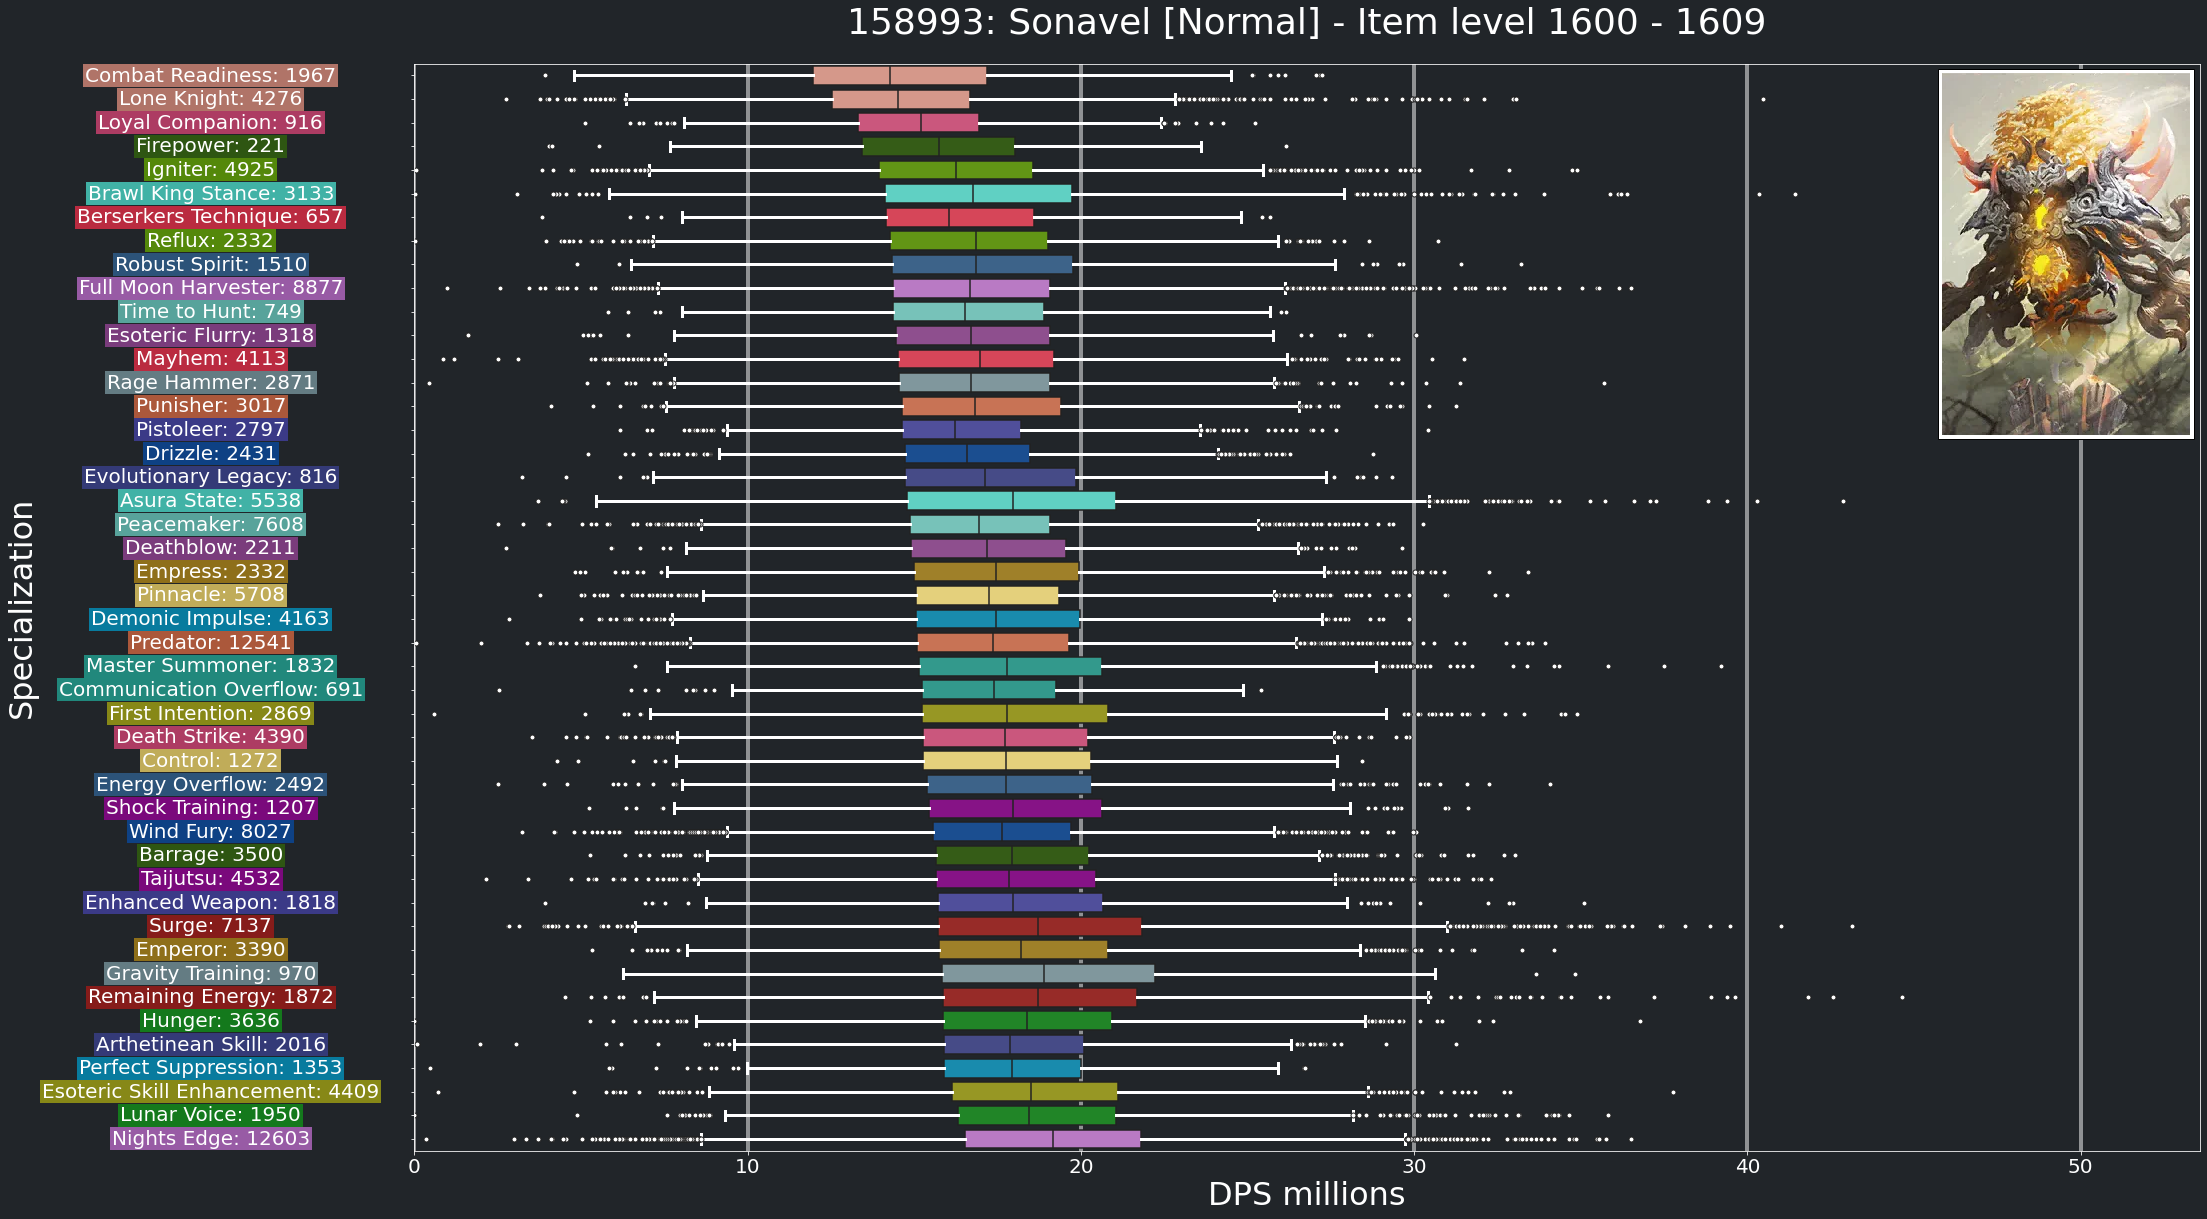 158993: Sonavel [Normal] - Item level 1600 - 1609
Combat Readiness: 1967
Lone Knight: 4276
Loyal Companion: 916
Firepower: 221
Igniter: 4925
Brawl King Stance: 3133
Berserkers Technique: 657
Reflux: 2332
Robust Spirit: 1510
Full Moon Harvester: 8877
Time to Hunt: 749
Esoteric Flurry: 1318
Mayhem: 4113
Rage Hammer: 2871
Punisher: 3017
Pistoleer: 2797
Drizzle: 2431
Evolutionary Legacy: 816
Asura State: 5538
Peacemaker: 7608
Deathblow: 2211
Empress: 2332
Pinnacle: 5708
Demonic Impulse: 4163
Predator: 12541
Master Summoner: 1832
Communication Overflow: 691
First Intention: 2869
Death Strike: 4390
Control: 1272
Energy Overflow: 2492
Shock Training: 1207
Wind Fury: 8027
Barrage: 3500
Taijutsu: 4532
Enhanced Weapon: 1818
Surge: 7137
Emperor: 3390
Gravity Training: 970
Remaining Energy: 1872
Hunger: 3636
Arthetinean Skill: 2016
Perfect Suppression: 1353
Esoteric Skill Enhancement: 4409
Lunar Voice: 1950
Nights Edge: 12603
Specialization
0 10 20 30 40 50
DPS millions